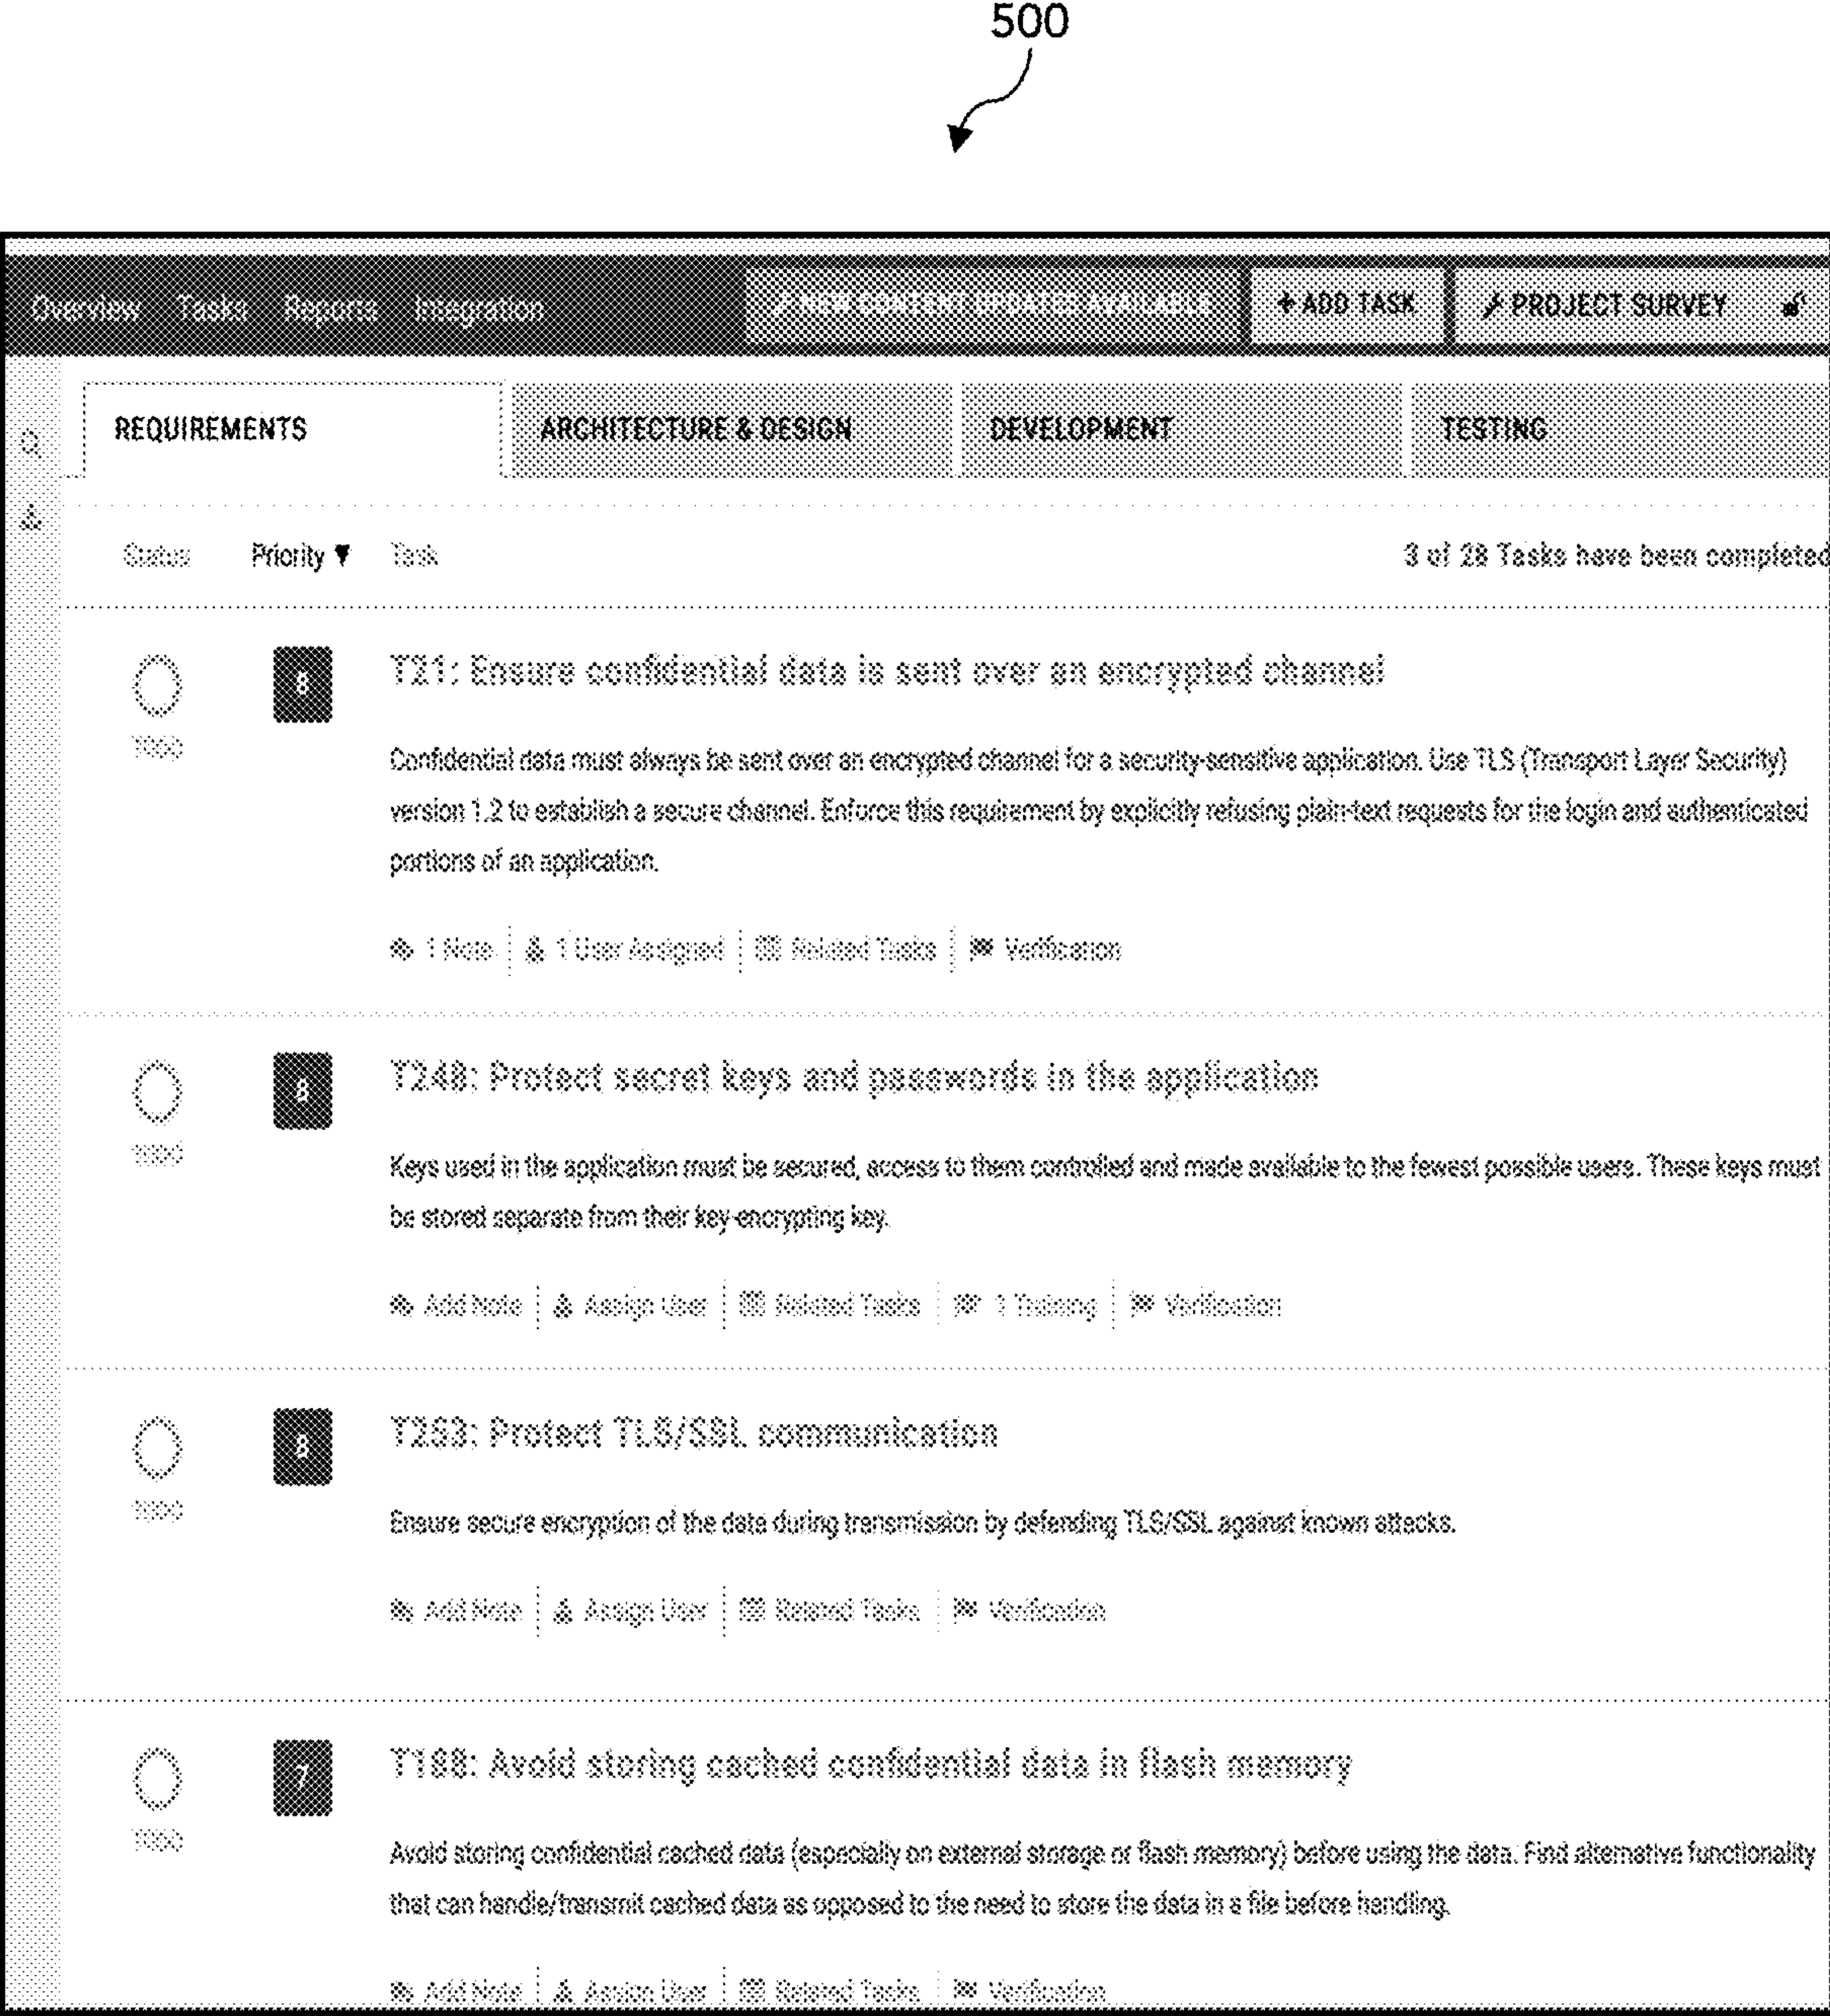 500
Overview Tasks Reports Integration NEW CONTENT UPDATES AVAILABLE +ADD TASK PROJECT SURVEY
REQUIREMENTS ARCHITECTURE & DESIGN DEVELOPMENT TESTING
Status Priority ▼ Task 3 of 28 Tasks have been completed
8 T21: Ensure confidential data is sent over an encrypted channel
TODO
Confidential data must always be sent over an encrypted channel for a security-sensitive application. Use TLS (Transport Layer Security)
version 1.2 to establish a secure channel. Enforce this requirement by explicitly refusing plain-text requests for the login and authenticated
portions of an application.
1 Note 1 User Assigned Related Tasks Verification
8 T248: Protect secret keys and passwords in the application
TODO
Keys used in the application must be secured, access to them controlled and made available to the fewest possible users. These keys must
be stored separate from their key-encrypting key.
Add Note Assign User Related Tasks 1 Training Verification
8 T253: Protect TLS/SSL communication
TODO
Ensure secure encryption of the data during transmission by defending TLS/SSL against known attacks.
Add Note Assign User Related Tasks Verification
7 T188: Avoid storing cached confidential data in flash memory
TODO
Avoid storing confidential cached data (especially on external storage or flash memory) before using the data. Find alternative functionality
that can handle/transmit cached data as opposed to the need to store the data in a file before handling.
Add Note Assign User Related Tasks Verification